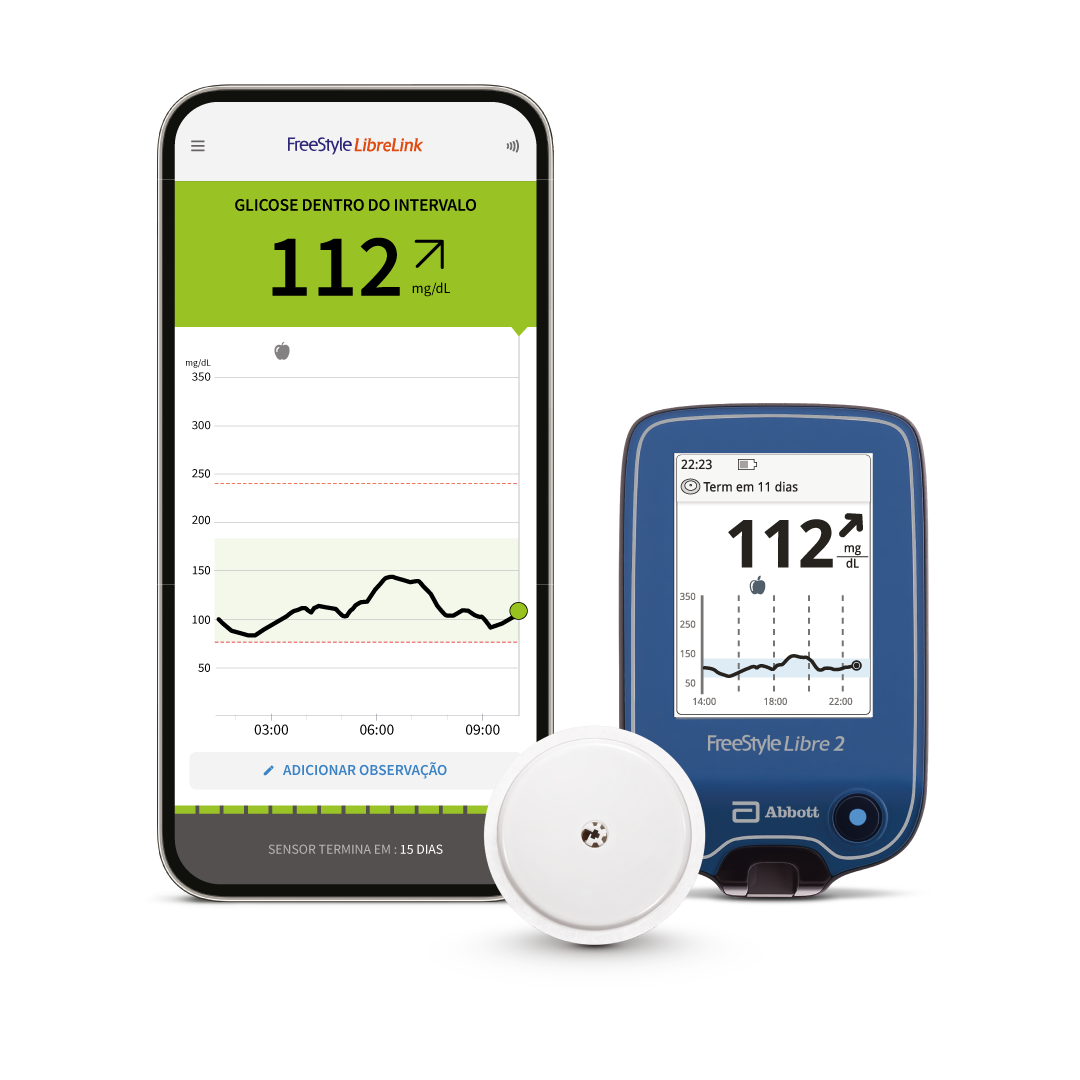 FreeStyle LibreLink
GLICOSE DENTRO DO INTERVALO
112
mg/dL
mg/dL
350
300
250
200
150
100
50
03:00 06:00 09:00
ADICIONAR OBSERVAÇÃO
SENSOR TERMINA EM : 15 DIAS
22:23
Term em 11 dias
112
mg
dL
350
250
150
50
14:00 18:00 22:00
FreeStyle Libre 2
Abbott